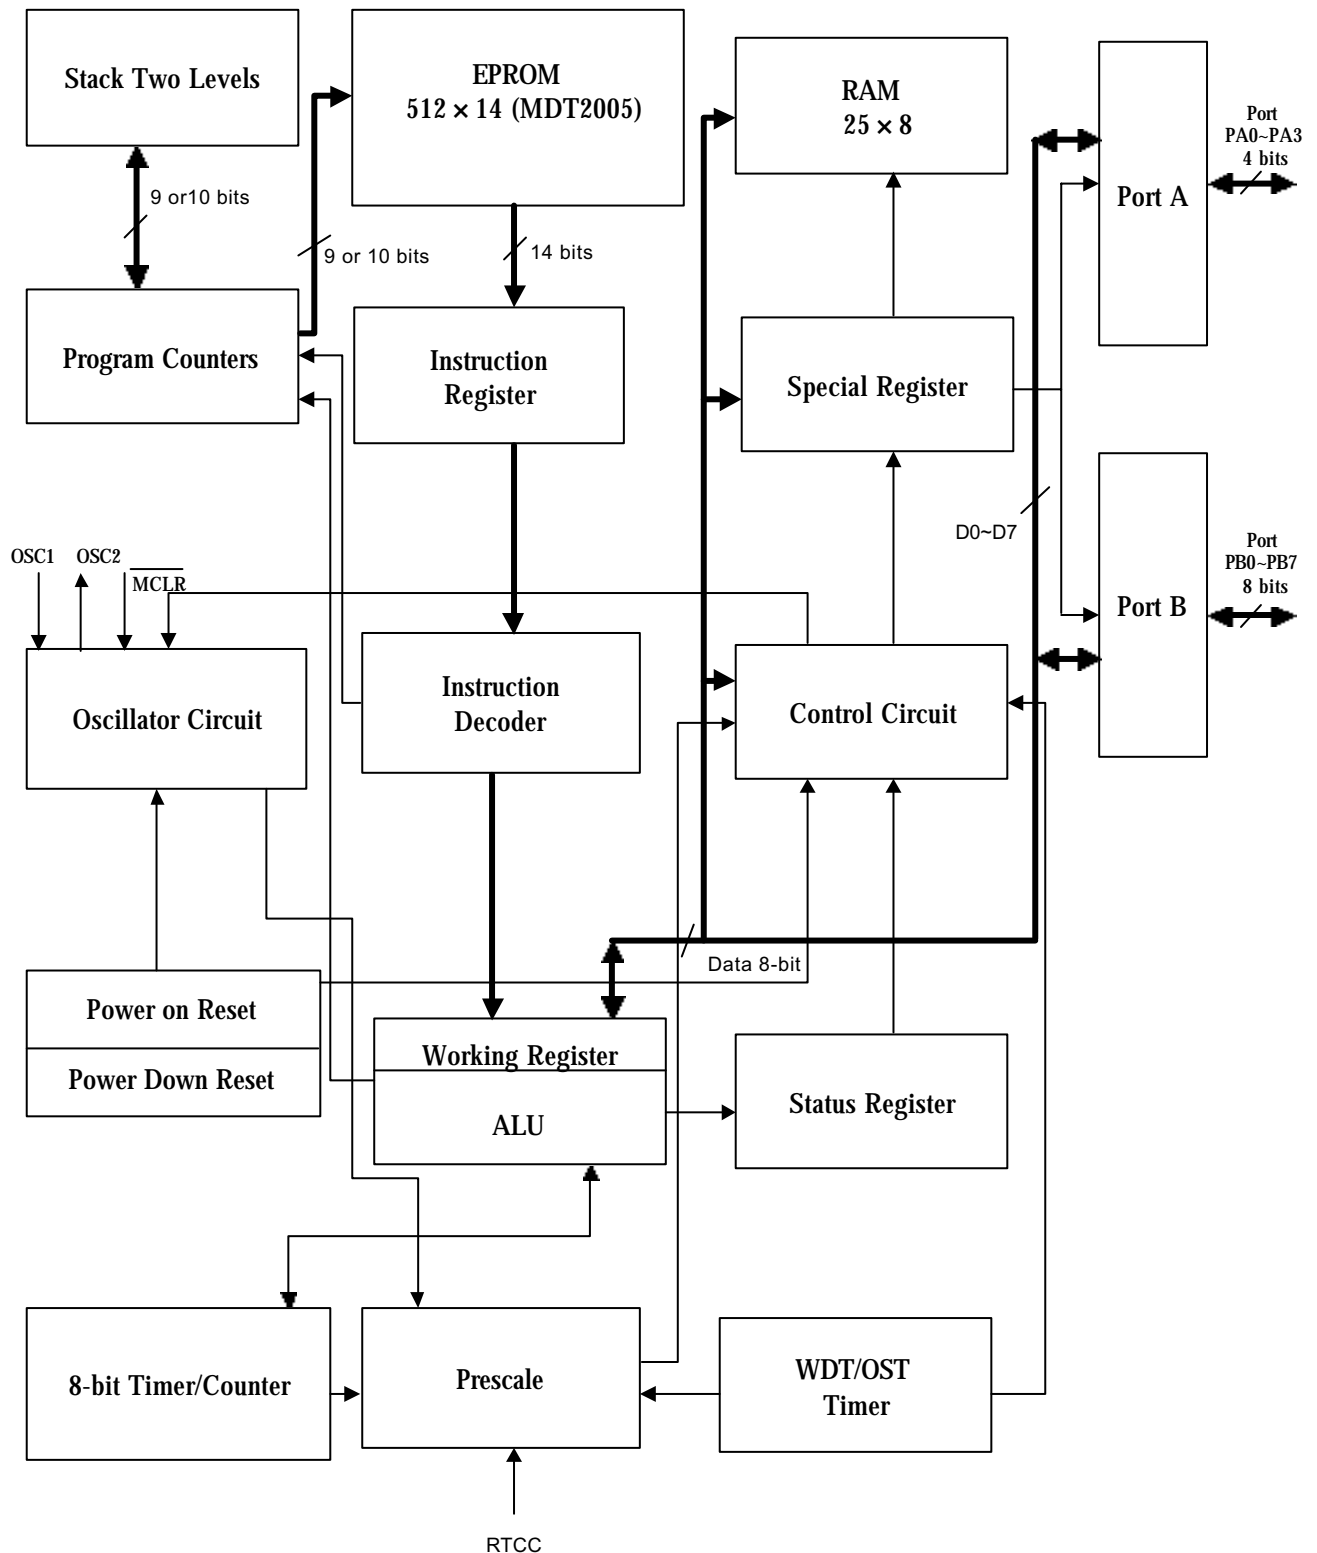 Stack Two Levels
EPROM
512 × 14 (MDT2005)
RAM
25 × 8
Port
PA0~PA3
4 bits
Port A
9 or10 bits
9 or 10 bits
14 bits
Program Counters
Instruction
Register
Special Register
D0~D7
Port
PB0~PB7
8 bits
Port B
OSC1
OSC2
MCLR
Oscillator Circuit
Instruction
Decoder
Control Circuit
Data 8-bit
Power on Reset
Power Down Reset
Working Register
ALU
Status Register
8-bit Timer/Counter
Prescale
WDT/OST
Timer
RTCC